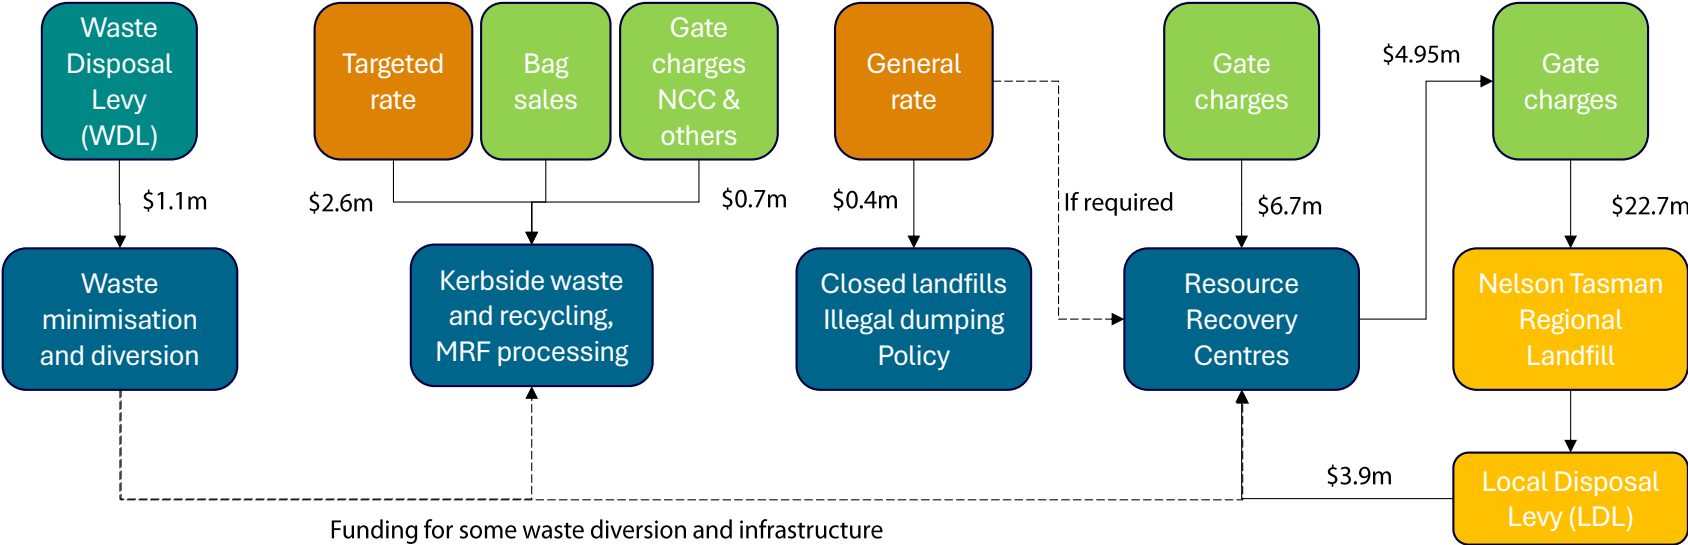 Waste
Disposal
Levy
(WDL)
Targeted
rate
Bag
sales
Gate
charges
NCC &
others
General
rate
Gate
charges
$4.95m
Gate
charges
$1.1m
$2.6m
$0.7m
$0.4m
If required
$6.7m
$22.7m
Waste
minimisation
and diversion
Kerbside waste
and recycling,
MRF processing
Closed landfills
Illegal dumping
Policy
Resource
Recovery
Centres
Nelson Tasman
Regional
Landfill
$3.9m
Local Disposal
Levy (LDL)
Funding for some waste diversion and infrastructure